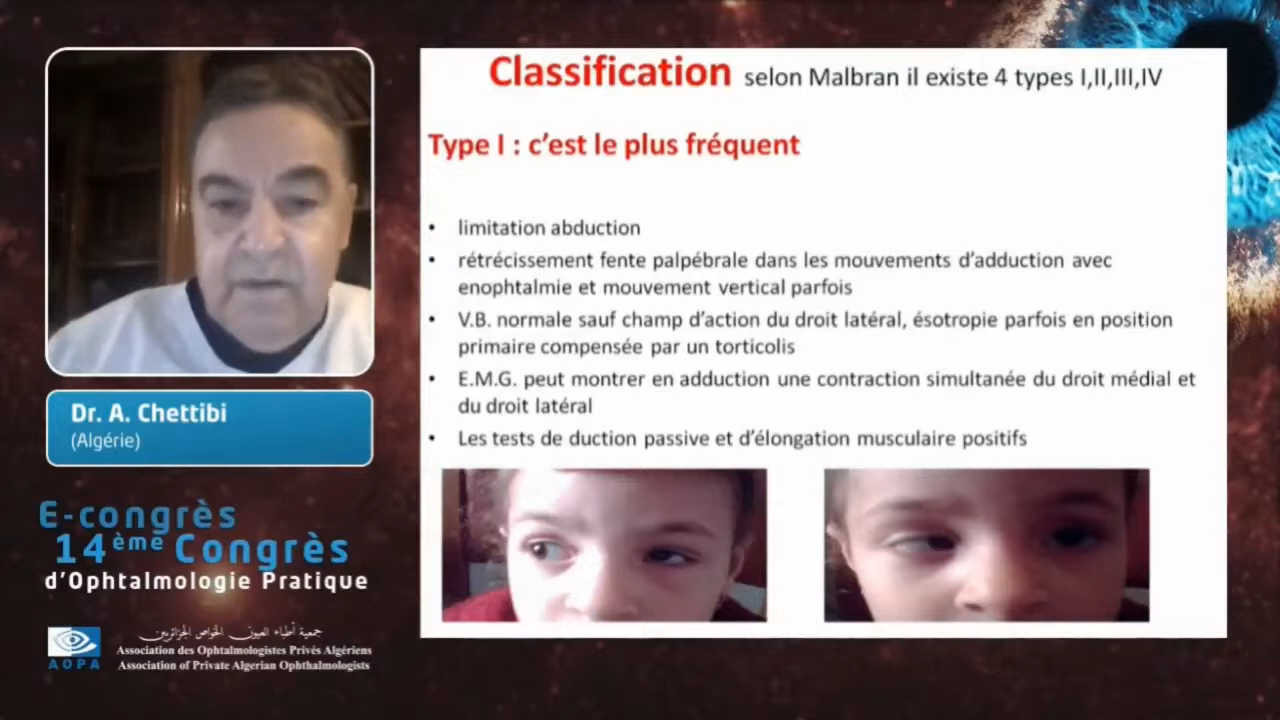 Classification selon Malbran il existe 4 types I,II,III,IV
Type I : c’est le plus fréquent
• limitation abduction
• rétrécissement fente palpébrale dans les mouvements d’adduction avec
enophtalmie et mouvement vertical parfois
• V.B. normale sauf champ d’action du droit latéral, ésotropie parfois en position
primaire compensée par un torticolis
• E.M.G. peut montrer en adduction une contraction simultanée du droit médial et
du droit latéral
• Les tests de duction passive et d’élongation musculaire positifs
Dr. A. Chettibi
(Algérie)
E-congrès
14ème Congrès
d’Ophtalmologie Pratique
جمعية أطباء العيون الخواص الجزائريين
Association des Ophtalmologistes Privés Algériens
Association of Private Algerian Ophthalmologists
AOPA